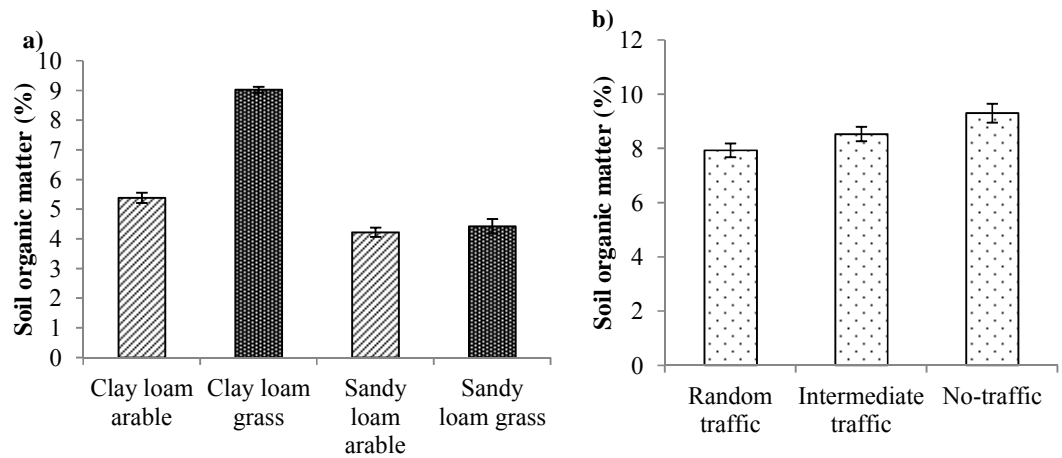 a)
Soil organic matter (%)
10
9
8
7
6
5
4
3
2
1
0
Clay loam
arable
Clay loam
grass
Sandy
loam
arable
Sandy
loam grass
b)
Soil organic matter (%)
12
10
8
6
4
2
0
Random
traffic
Intermediate
traffic
No-traffic